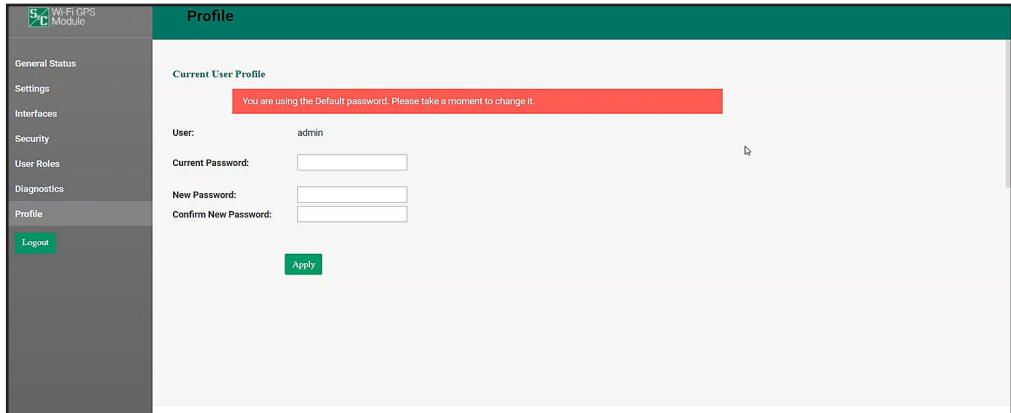 S&C Wi-Fi GPS
Module
Profile
General Status
Settings
Interfaces
Security
User Roles
Diagnostics
Profile
Logout
Current User Profile
You are using the Default password. Please take a moment to change it.
User: admin
Current Password:
New Password:
Confirm New Password:
Apply